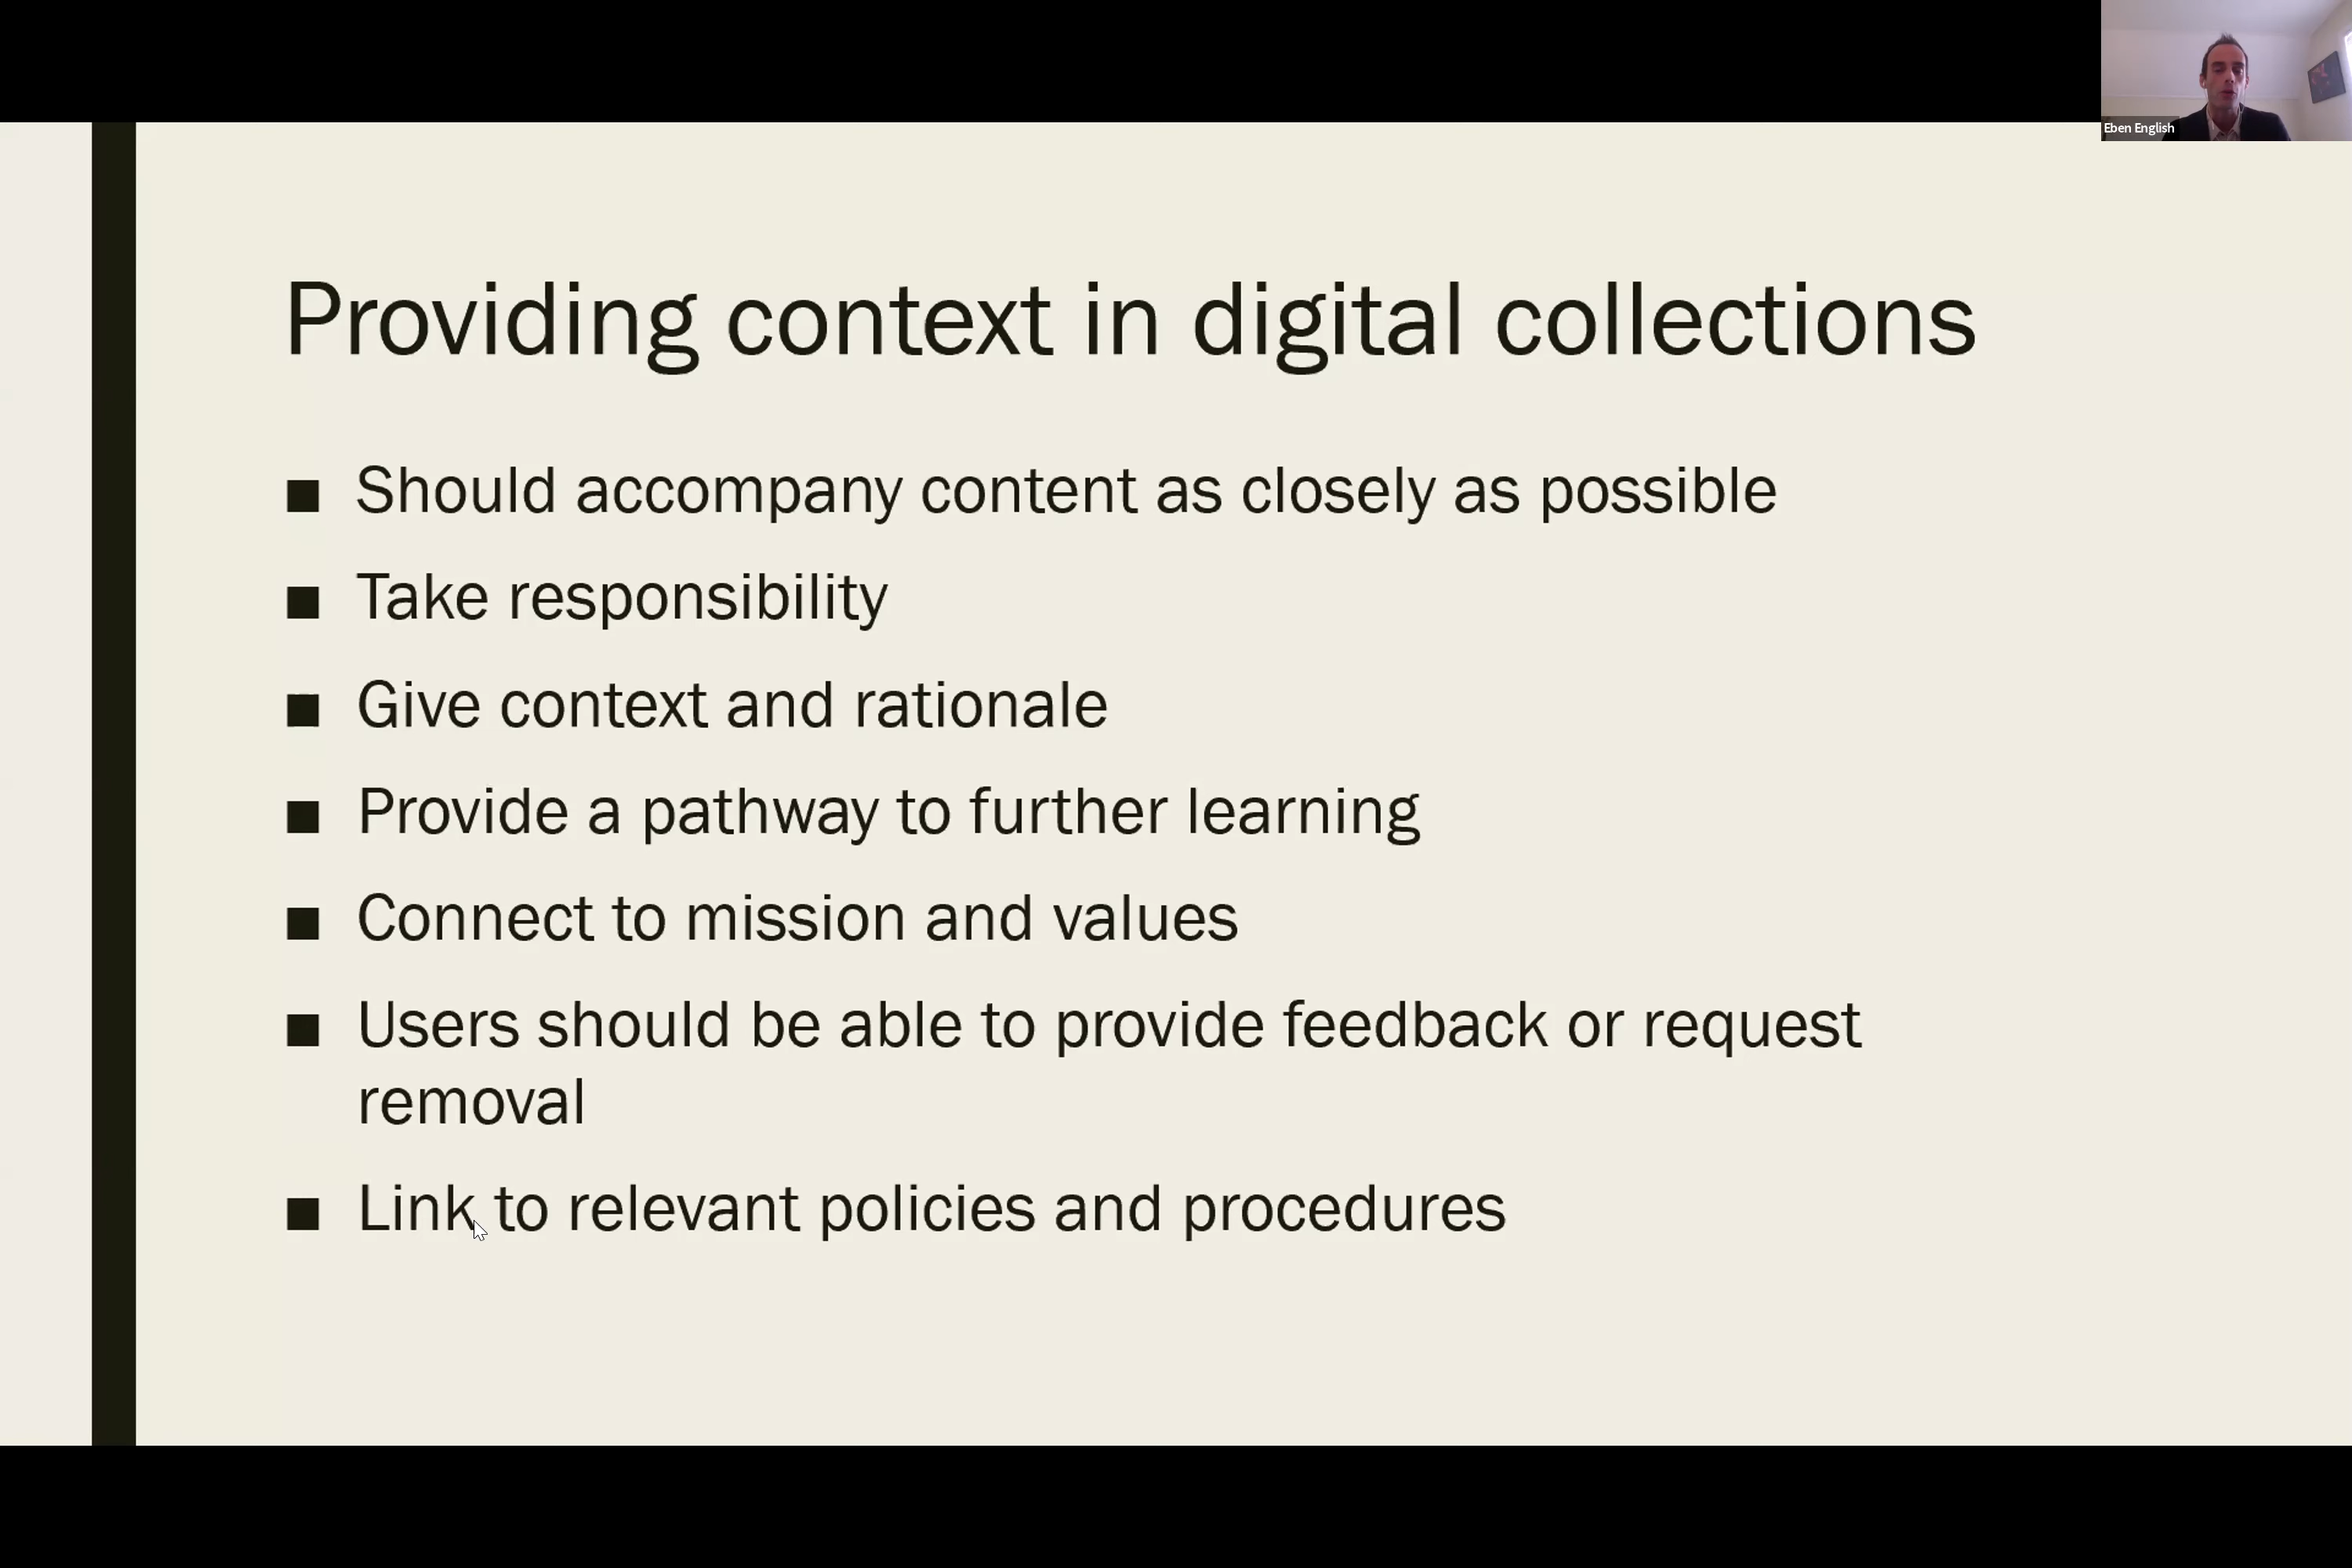 Eben English
Providing context in digital collections
■ Should accompany content as closely as possible
■ Take responsibility
■ Give context and rationale
■ Provide a pathway to further learning
■ Connect to mission and values
■ Users should be able to provide feedback or request
removal
■ Link to relevant policies and procedures